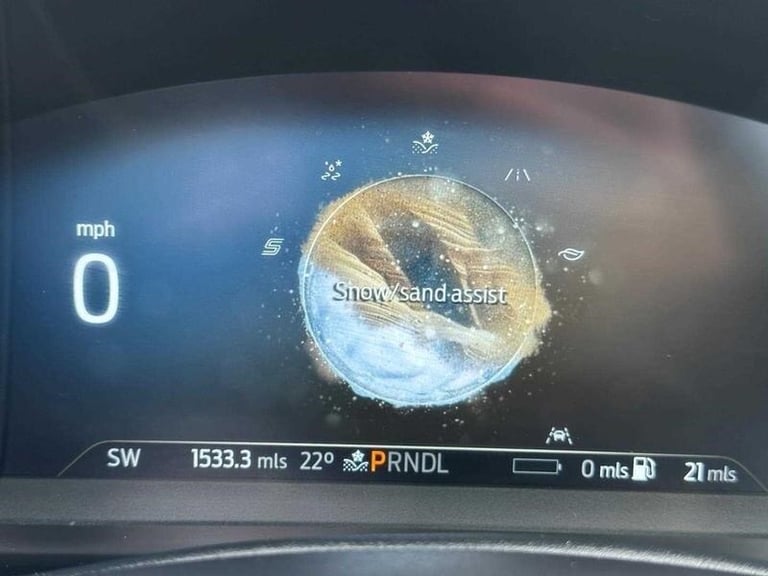 mph
0
Snow/sand assist
SW 1533.3 mls 22° PRNDL 0 mls 21 mls